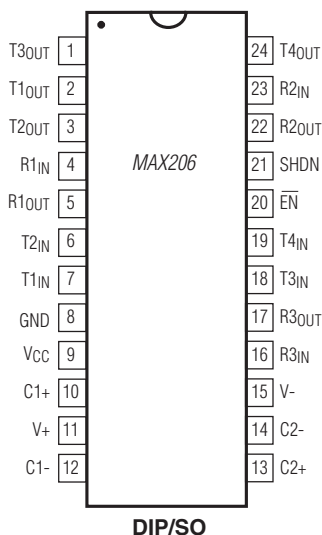 T3OUT 1 24 T4OUT
T1OUT 2 23 R2IN
T2OUT 3 22 R2OUT
R1IN 4 MAX206 21 SHDN
R1OUT 5 20 E̅N̅
T2IN 6 19 T4IN
T1IN 7 18 T3IN
GND 8 17 R3OUT
VCC 9 16 R3IN
C1+ 10 15 V-
V+ 11 14 C2-
C1- 12 13 C2+
DIP/SO